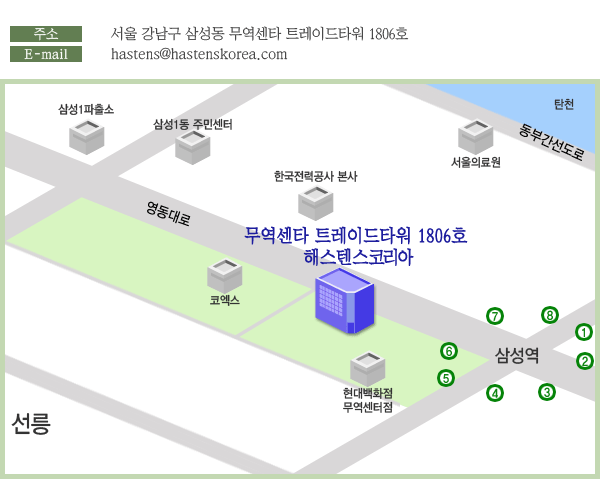 주소 서울 강남구 삼성동 무역센타 트레이드타워 1806호
E-mail hastens@hastenskorea.com
탄천
삼성1파출소
삼성1동 주민센터
동부간선도로
서울의료원
한국전력공사 본사
영동대로
무역센타 트레이드타워 1806호
해스텐스코리아
코엑스
⑦
⑧
①
⑥
삼성역
②
⑤
④
③
현대백화점
무역센터점
선릉